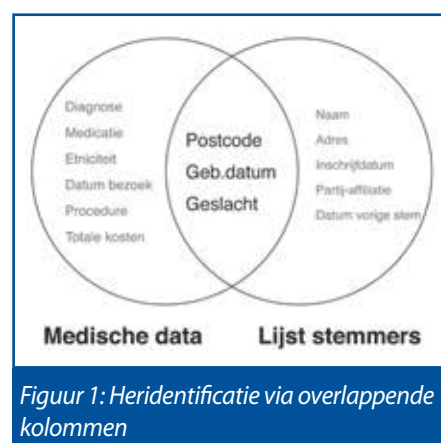 Diagnose
Medicatie
Etniciteit
Datum bezoek
Procedure
Totale kosten
Postcode
Geb.datum
Geslacht
Naam
Adres
Inschrijfdatum
Partij-affiliatie
Datum vorige stem
Medische data
Lijst stemmers
Figuur 1: Heridentificatie via overlappende
kolommen